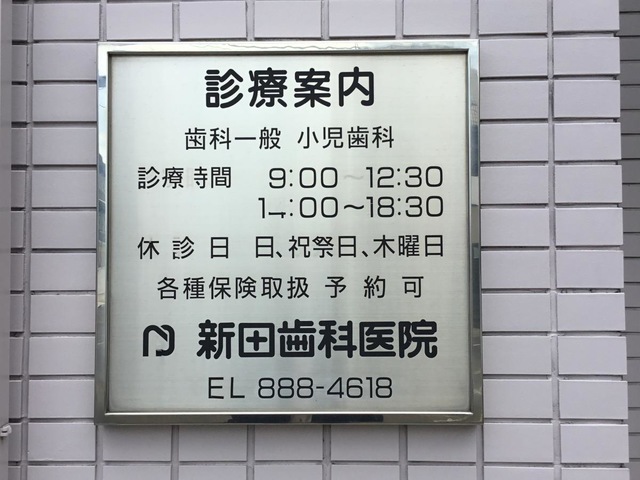 診療案内
歯科一般 小児歯科
診療時間 9:00～12:30
14:00～18:30
休診日 日、祝祭日、木曜日
各種保険取扱 予約可
新田歯科医院
EL 888-4618